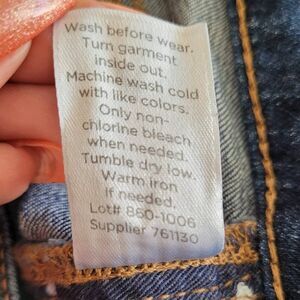 Wash before wear.
Turn garment
inside out.
Machine wash cold
with like colors.
Only non-
chlorine bleach
when needed.
Tumble dry low.
Warm iron
if needed.
Lot# 860-1006
Supplier 761130